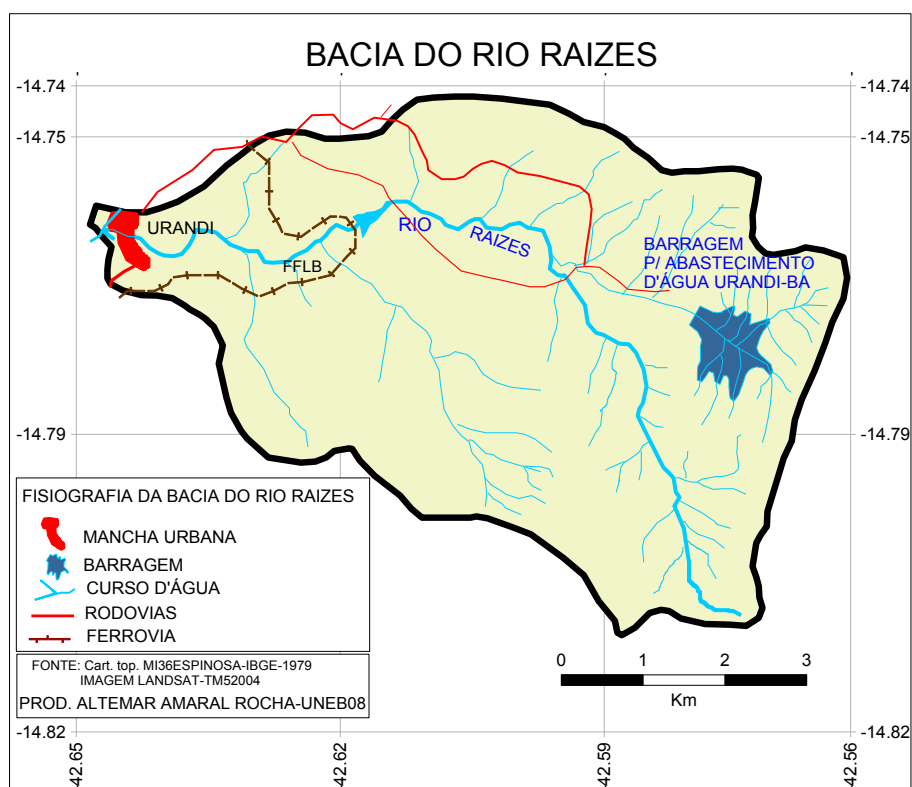 BACIA DO RIO RAIZES
-14.74
-14.74
-14.75
-14.75
URANDI
RIO
RAIZES
FFLB
BARRAGEM
P/ ABASTECIMENTO
D'ÁGUA URANDI-BA
-14.79
-14.79
FISIOGRAFIA DA BACIA DO RIO RAIZES
MANCHA URBANA
BARRAGEM
CURSO D'ÁGUA
RODOVIAS
FERROVIA
FONTE: Cart. top. MI36ESPINOSA-IBGE-1979
IMAGEM LANDSAT-TM52004
PROD. ALTEMAR AMARAL ROCHA-UNEB08
0 1 2 3
Km
-14.82
-14.82
42.65
42.62
42.59
42.56